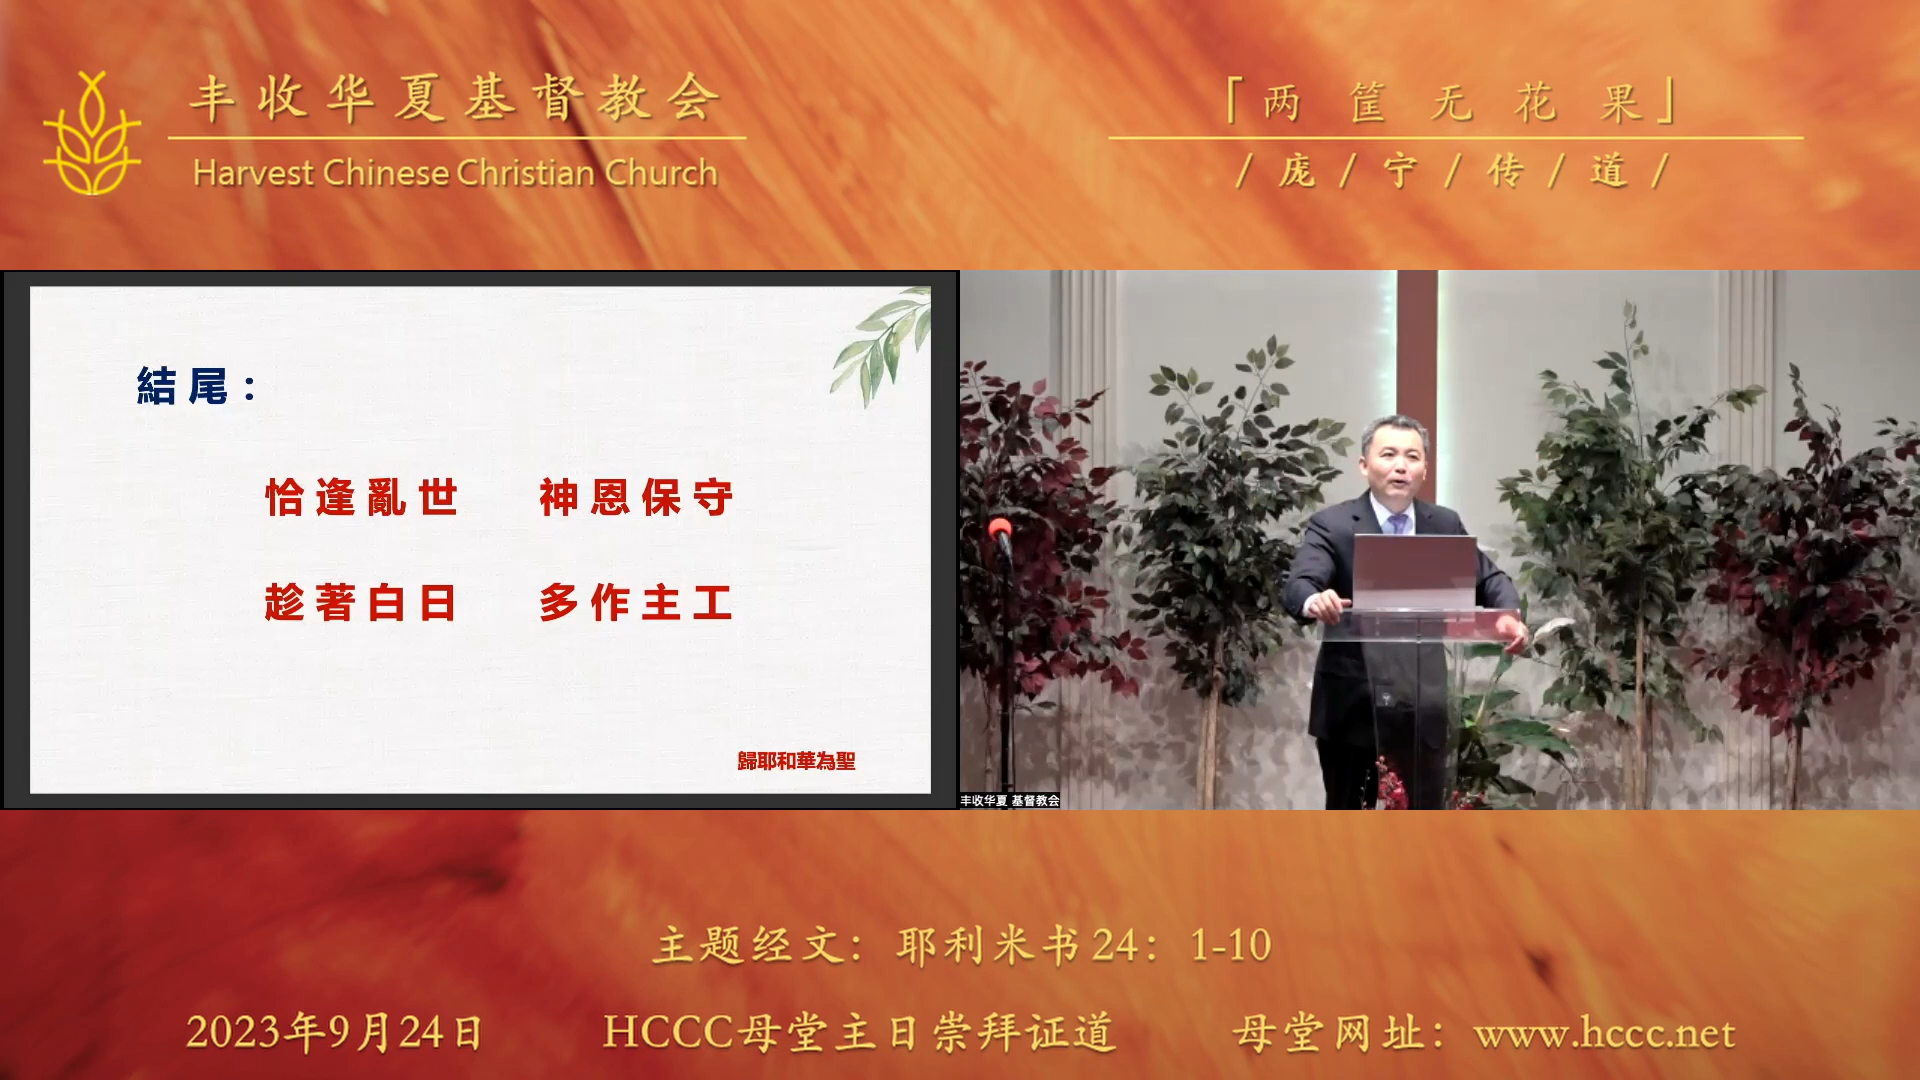 丰收华夏基督教会
Harvest Chinese Christian Church
「两筐无花果」
/庞/宁/传/道/
結尾：
恰逢亂世 神恩保守
趁著白日 多作主工
歸耶和華為聖
丰收华夏 基督教会
主题经文：耶利米书24：1-10
2023年9月24日 HCCC母堂主日崇拜证道 母堂网址：www.hccc.net